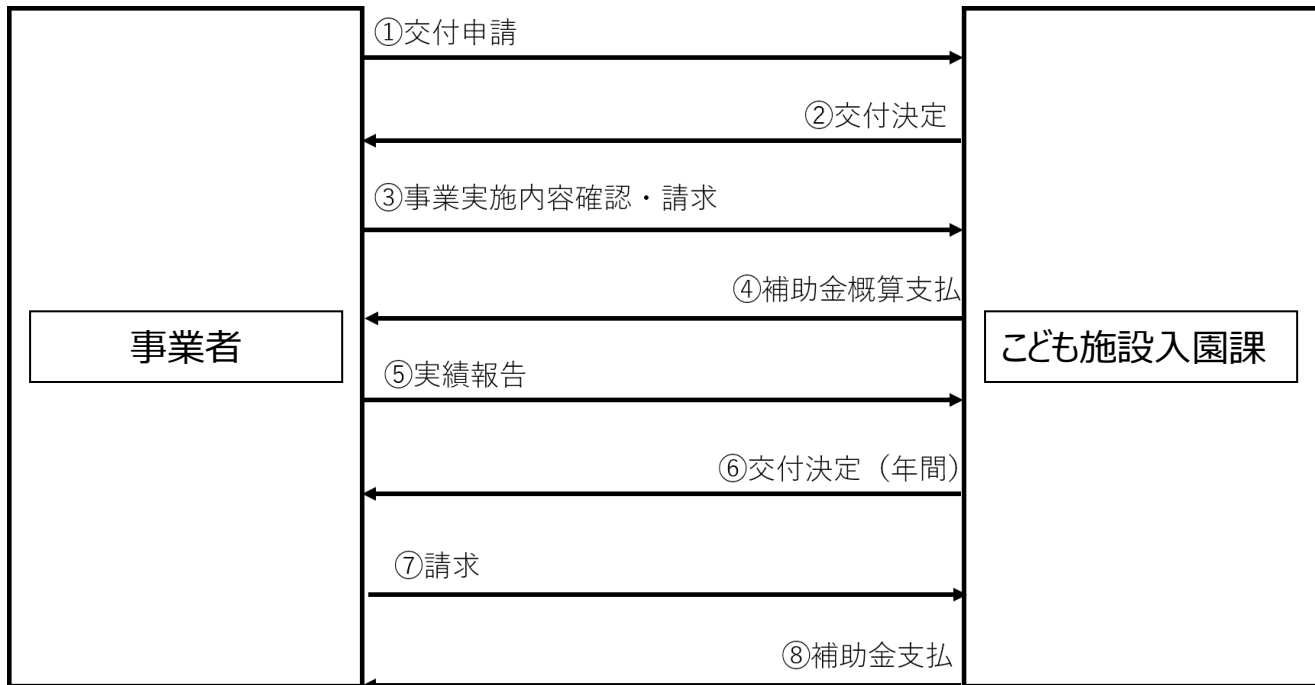 ①交付申請
②交付決定
③事業実施内容確認・請求
④補助金概算支払
事業者
こども施設入園課
⑤実績報告
⑥交付決定（年間）
⑦請求
⑧補助金支払